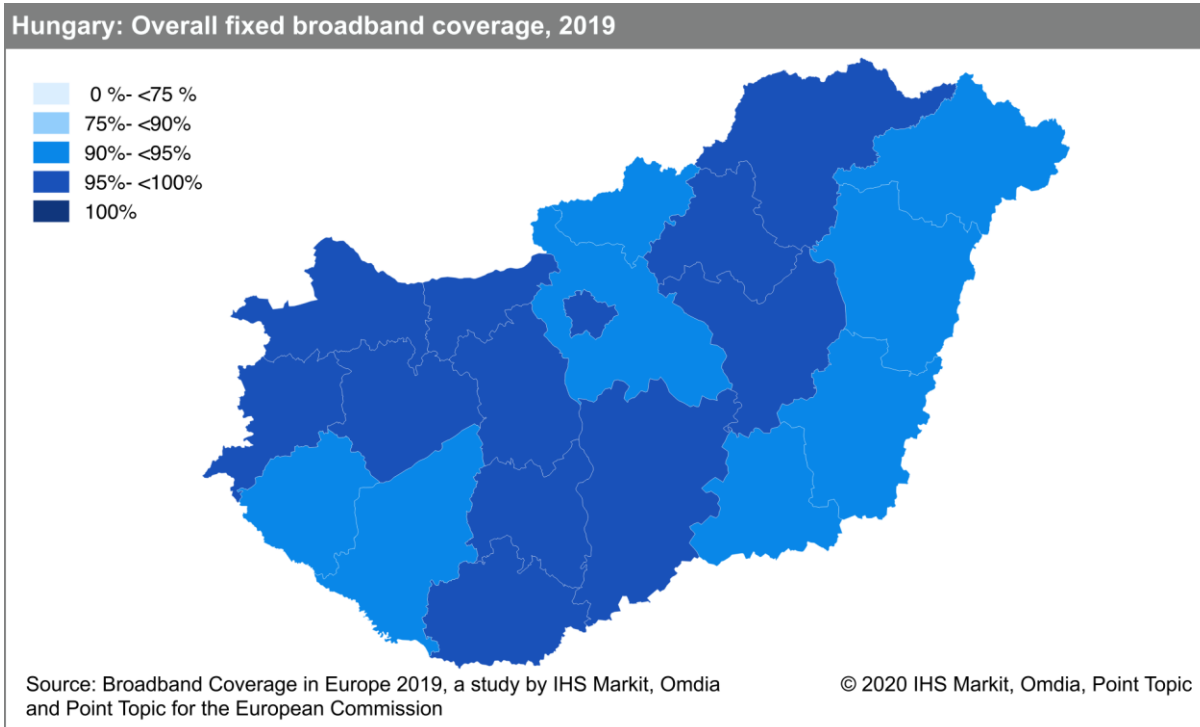 Hungary: Overall fixed broadband coverage, 2019
0 %- <75 %
75%- <90%
90%- <95%
95%- <100%
100%
Source: Broadband Coverage in Europe 2019, a study by IHS Markit, Omdia
and Point Topic for the European Commission
© 2020 IHS Markit, Omdia, Point Topic